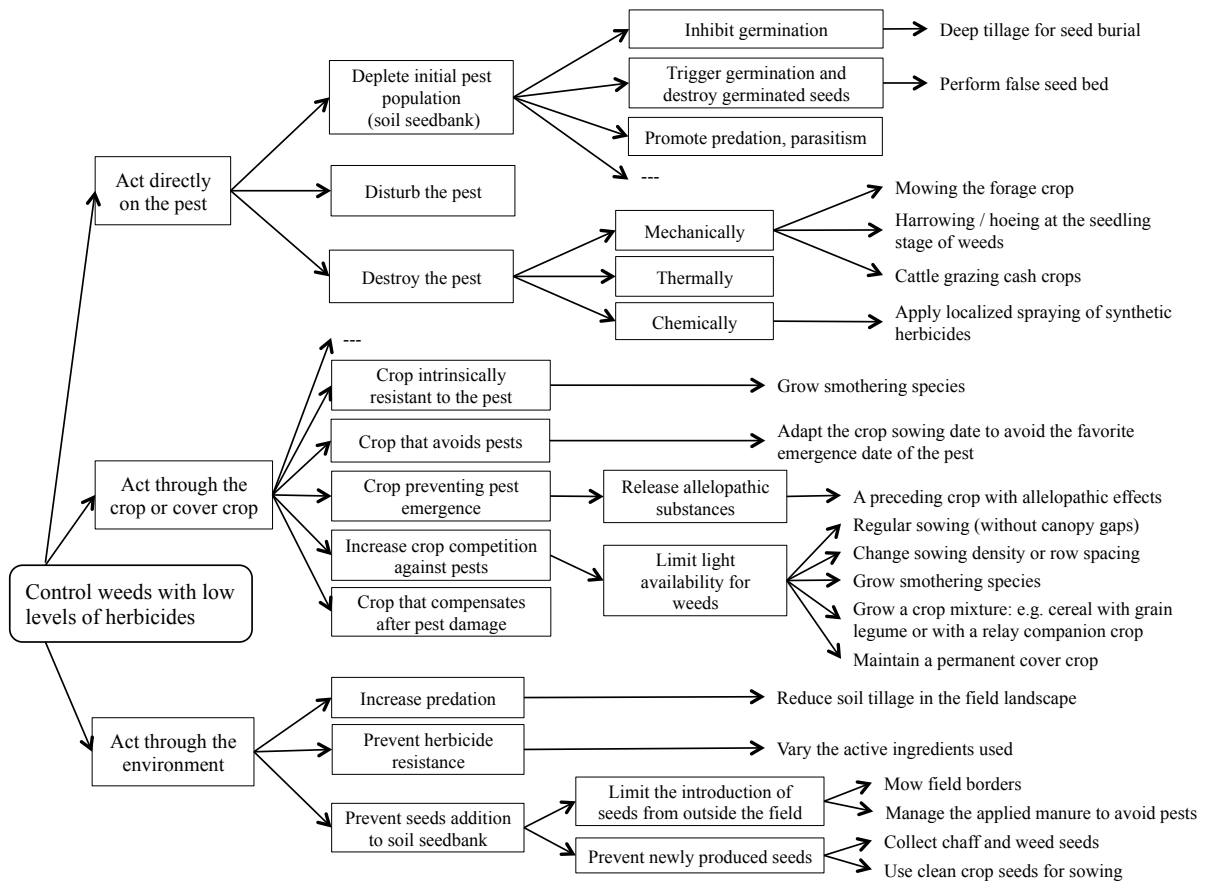 Inhibit germination
Deep tillage for seed burial
Deplete initial pest
population
(soil seedbank)
Trigger germination and
destroy germinated seeds
Perform false seed bed
Promote predation, parasitism
---
Act directly
on the pest
Disturb the pest
Mowing the forage crop
Mechanically
Harrowing / hoeing at the seedling
stage of weeds
Destroy the pest
Thermally
Cattle grazing cash crops
Chemically
Apply localized spraying of synthetic
herbicides
---
Crop intrinsically
resistant to the pest
Grow smothering species
Crop that avoids pests
Adapt the crop sowing date to avoid the favorite
emergence date of the pest
Act through the
crop or cover crop
Crop preventing pest
emergence
Release allelopathic
substances
A preceding crop with allelopathic effects
Increase crop competition
against pests
Limit light
availability for
weeds
Regular sowing (without canopy gaps)
Change sowing density or row spacing
Grow smothering species
Grow a crop mixture: e.g. cereal with grain
legume or with a relay companion crop
Maintain a permanent cover crop
Crop that compensates
after pest damage
Control weeds with low
levels of herbicides
Increase predation
Reduce soil tillage in the field landscape
Act through the
environment
Prevent herbicide
resistance
Vary the active ingredients used
Prevent seeds addition
to soil seedbank
Limit the introduction of
seeds from outside the field
Mow field borders
Manage the applied manure to avoid pests
Prevent newly produced seeds
Collect chaff and weed seeds
Use clean crop seeds for sowing